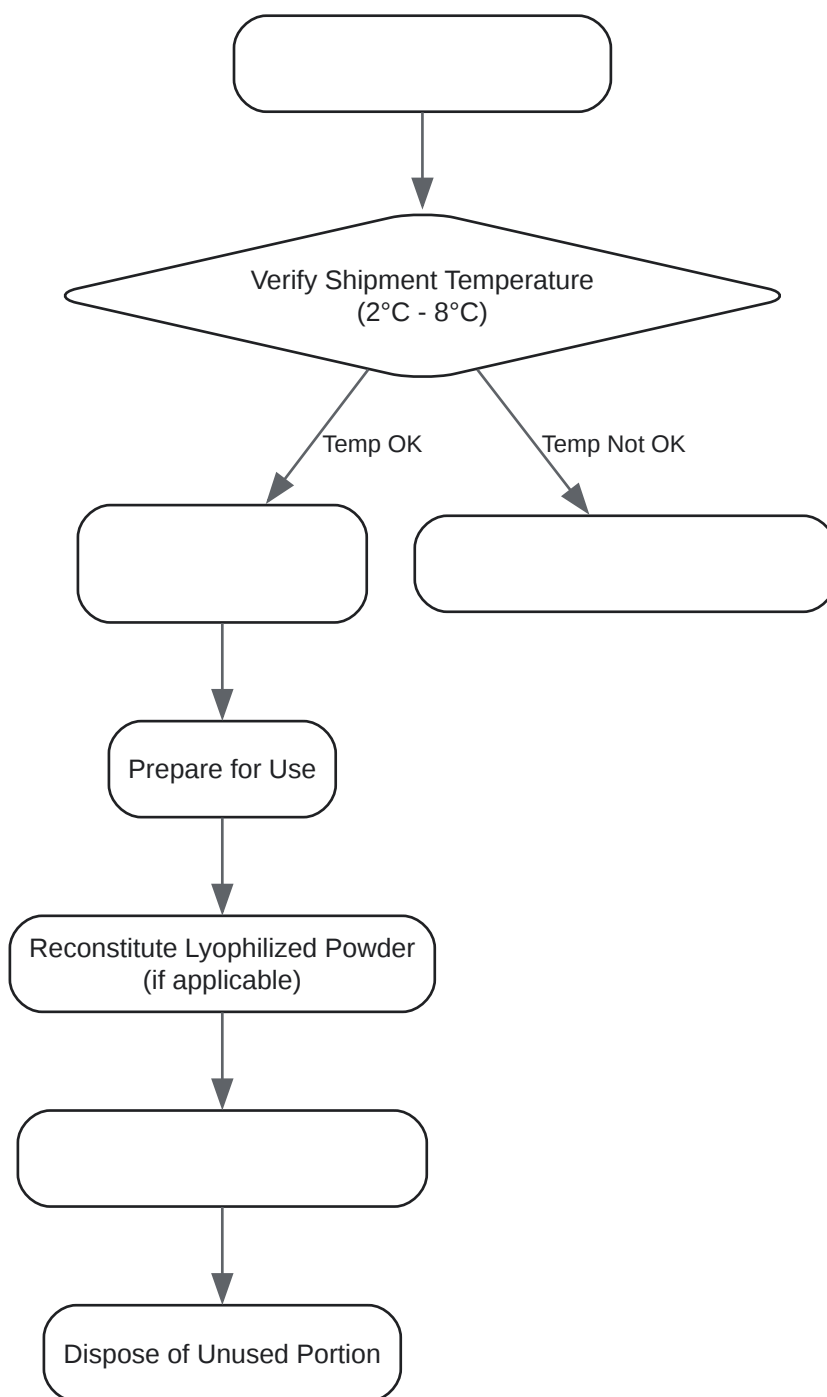 Verify Shipment Temperature
(2°C - 8°C)
Temp OK
Temp Not OK
Prepare for Use
Reconstitute Lyophilized Powder
(if applicable)
Dispose of Unused Portion